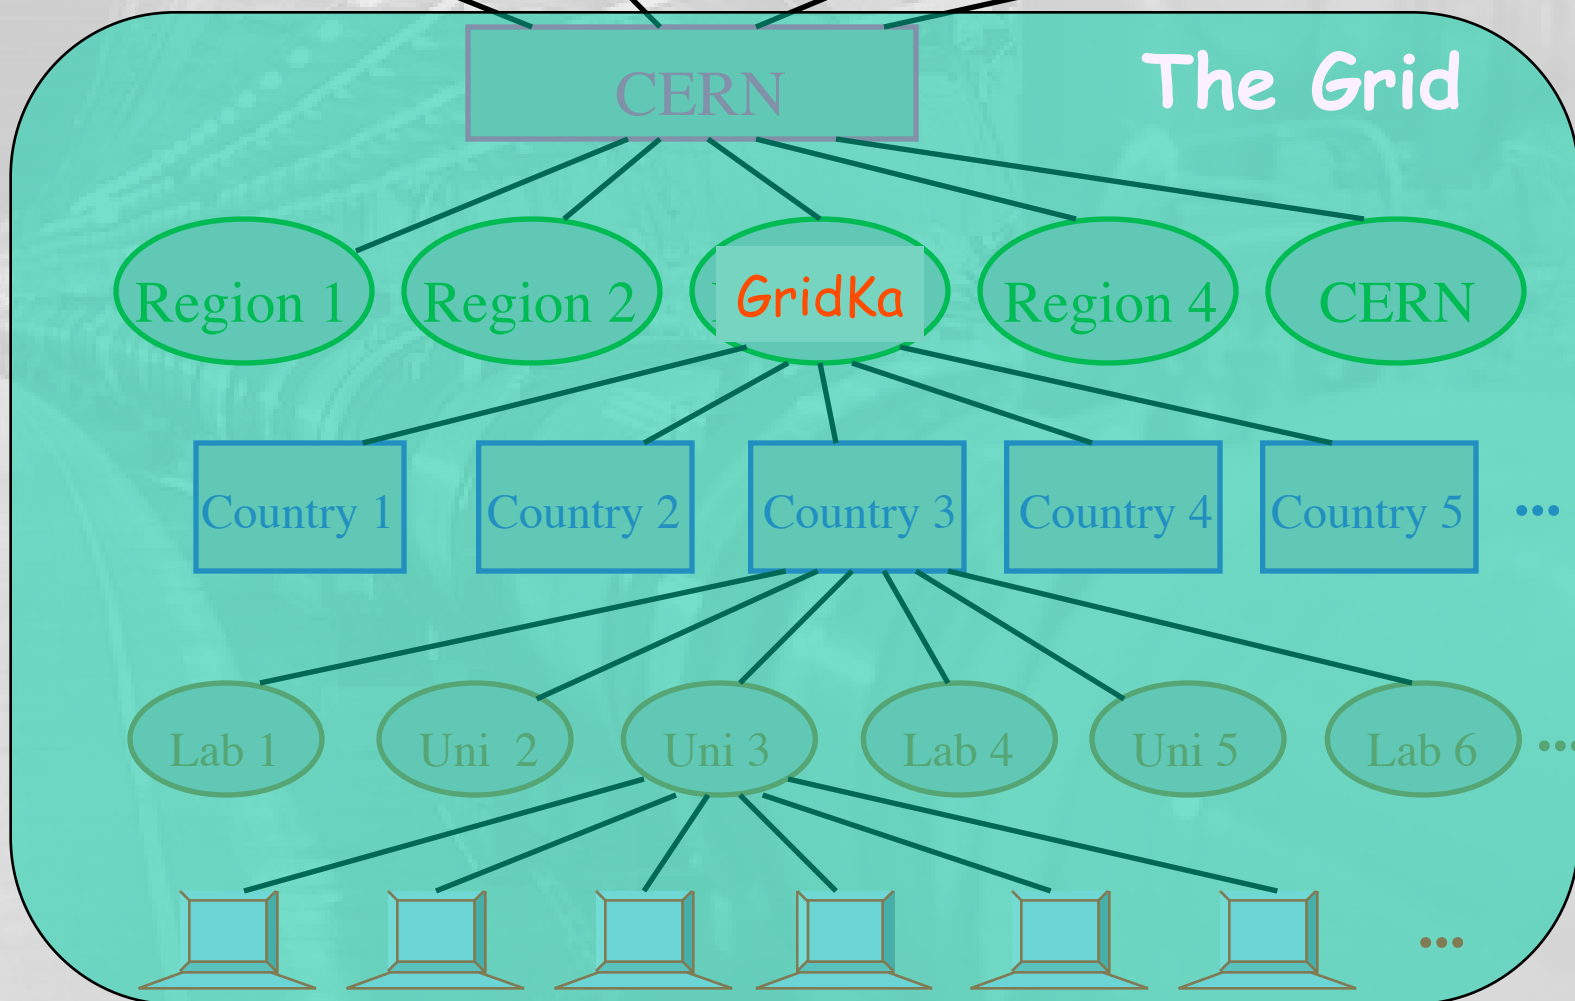 The Grid
CERN
Region 1
Region 2
GridKa
Region 4
CERN
Country 1
Country 2
Country 3
Country 4
Country 5
...
Lab 1
Uni 2
Uni 3
Lab 4
Uni 5
Lab 6
...
...